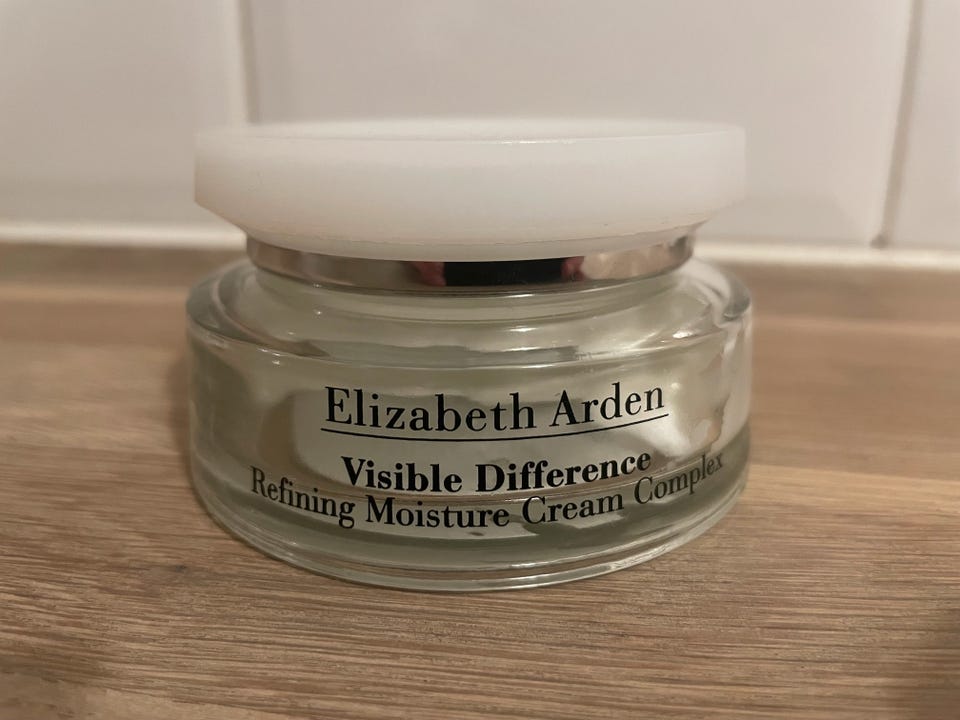 Elizabeth Arden
Visible Difference
Refining Moisture Cream Complex